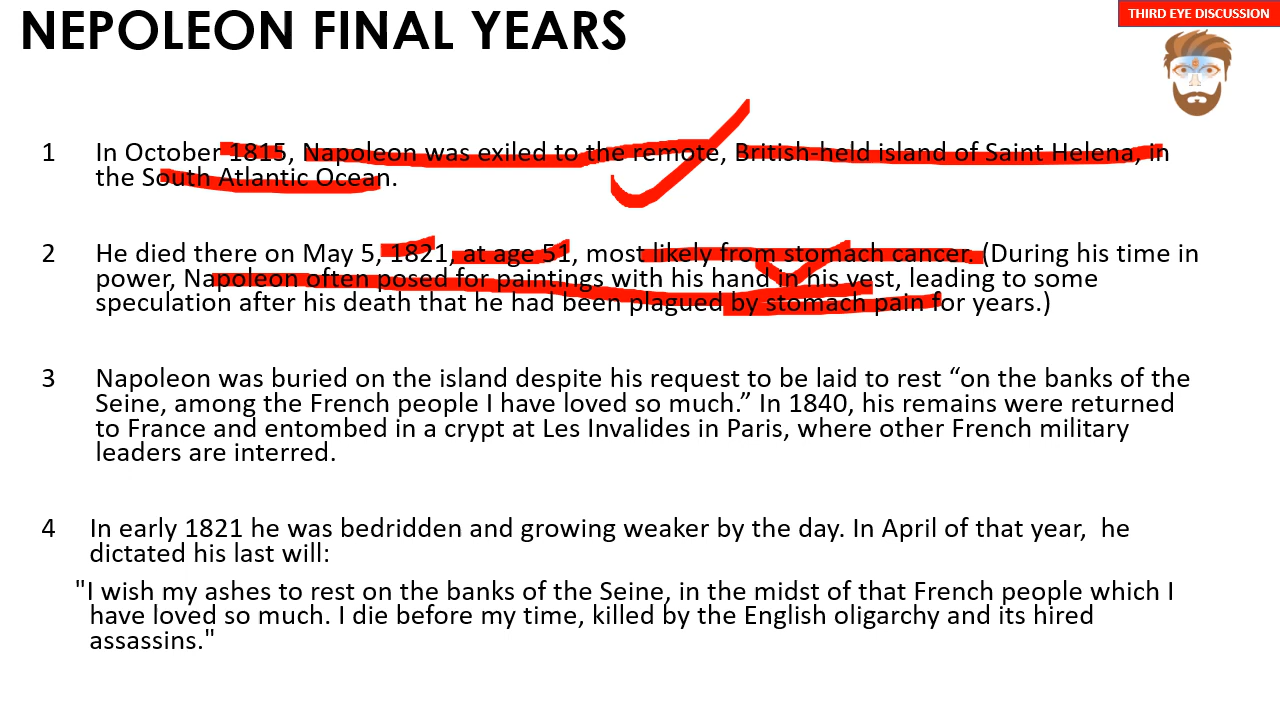 NEPOLEON FINAL YEARS
THIRD EYE DISCUSSION
1 In October 1815, Napoleon was exiled to the remote, British-held island of Saint Helena, in
the South Atlantic Ocean.
2 He died there on May 5, 1821, at age 51, most likely from stomach cancer. (During his time in
power, Napoleon often posed for paintings with his hand in his vest, leading to some
speculation after his death that he had been plagued by stomach pain for years.)
3 Napoleon was buried on the island despite his request to be laid to rest “on the banks of the
Seine, among the French people I have loved so much.” In 1840, his remains were returned
to France and entombed in a crypt at Les Invalides in Paris, where other French military
leaders are interred.
4 In early 1821 he was bedridden and growing weaker by the day. In April of that year, he
dictated his last will:
"I wish my ashes to rest on the banks of the Seine, in the midst of that French people which I
have loved so much. I die before my time, killed by the English oligarchy and its hired
assassins."